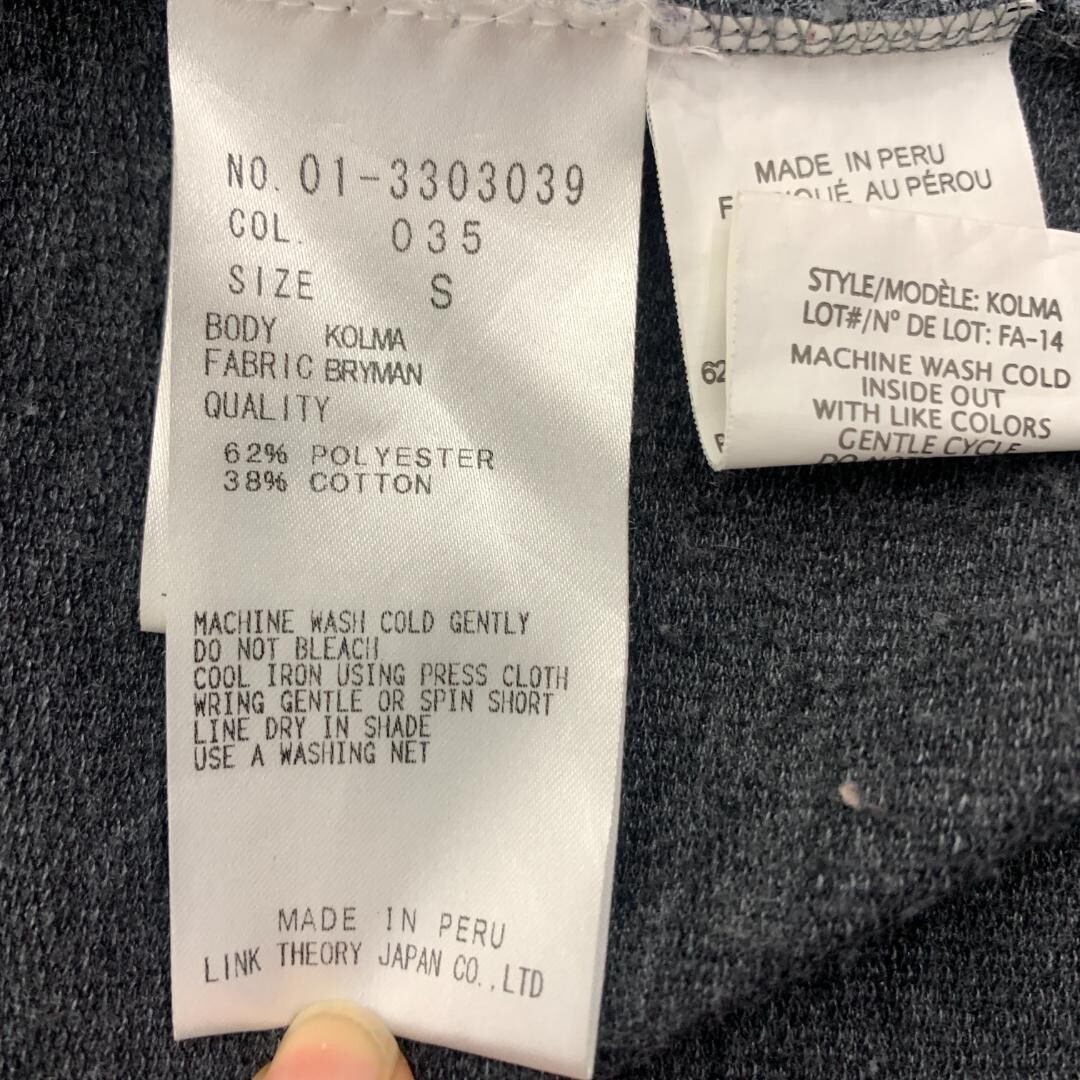 NO. 01-3303039
COL. 035
SIZE S
BODY KOLMA
FABRIC BRYMAN
QUALITY
62% POLYESTER
38% COTTON
MACHINE WASH COLD GENTLY
DO NOT BLEACH
COOL IRON USING PRESS CLOTH
WRING GENTLE OR SPIN SHORT
LINE DRY IN SHADE
USE A WASHING NET
MADE IN PERU
LINK THEORY JAPAN CO.,LTD
MADE IN PERU
AU PÉROU
62
STYLE/MODÈLE: KOLMA
LOT#/Nº DE LOT: FA-14
MACHINE WASH COLD
INSIDE OUT
WITH LIKE COLORS
GENTLE CYCLE